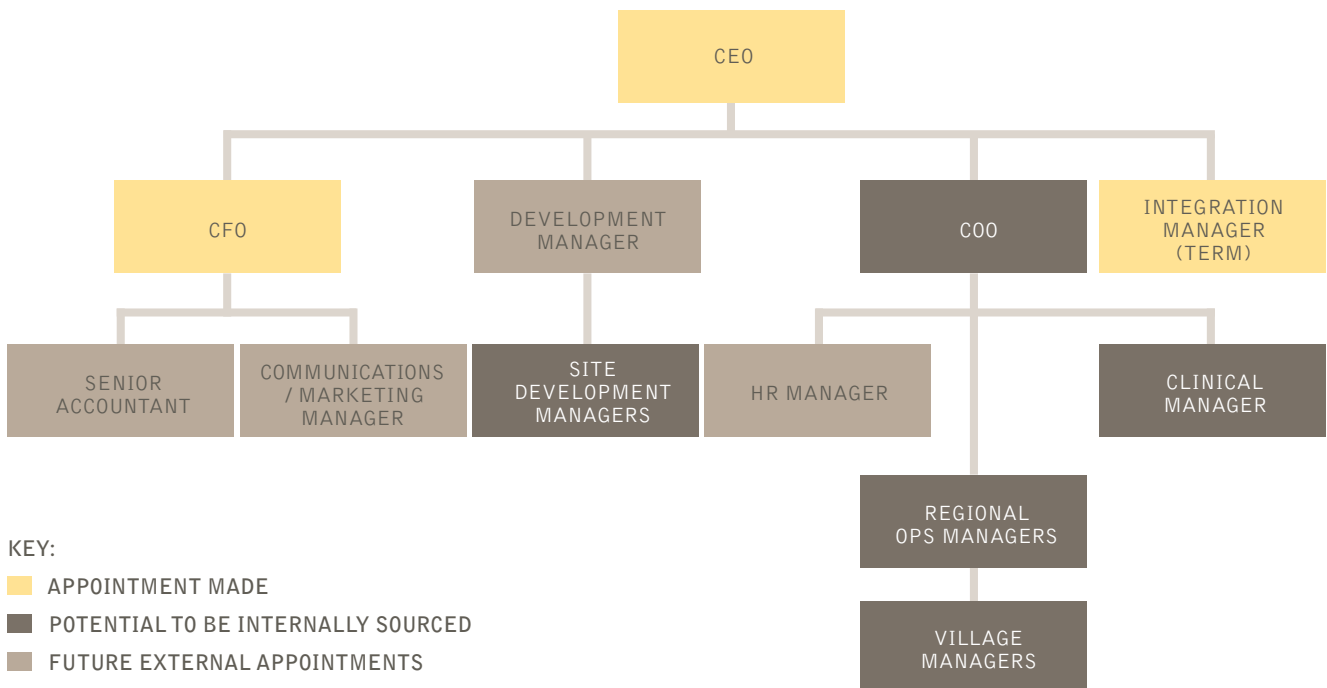 CEO
CFO
DEVELOPMENT
MANAGER
COO
INTEGRATION
MANAGER
(TERM)
SENIOR
ACCOUNTANT
COMMUNICATIONS
/ MARKETING
MANAGER
SITE
DEVELOPMENT
MANAGERS
HR MANAGER
CLINICAL
MANAGER
REGIONAL
OPS MANAGERS
VILLAGE
MANAGERS
KEY:
APPOINTMENT MADE
POTENTIAL TO BE INTERNALLY SOURCED
FUTURE EXTERNAL APPOINTMENTS